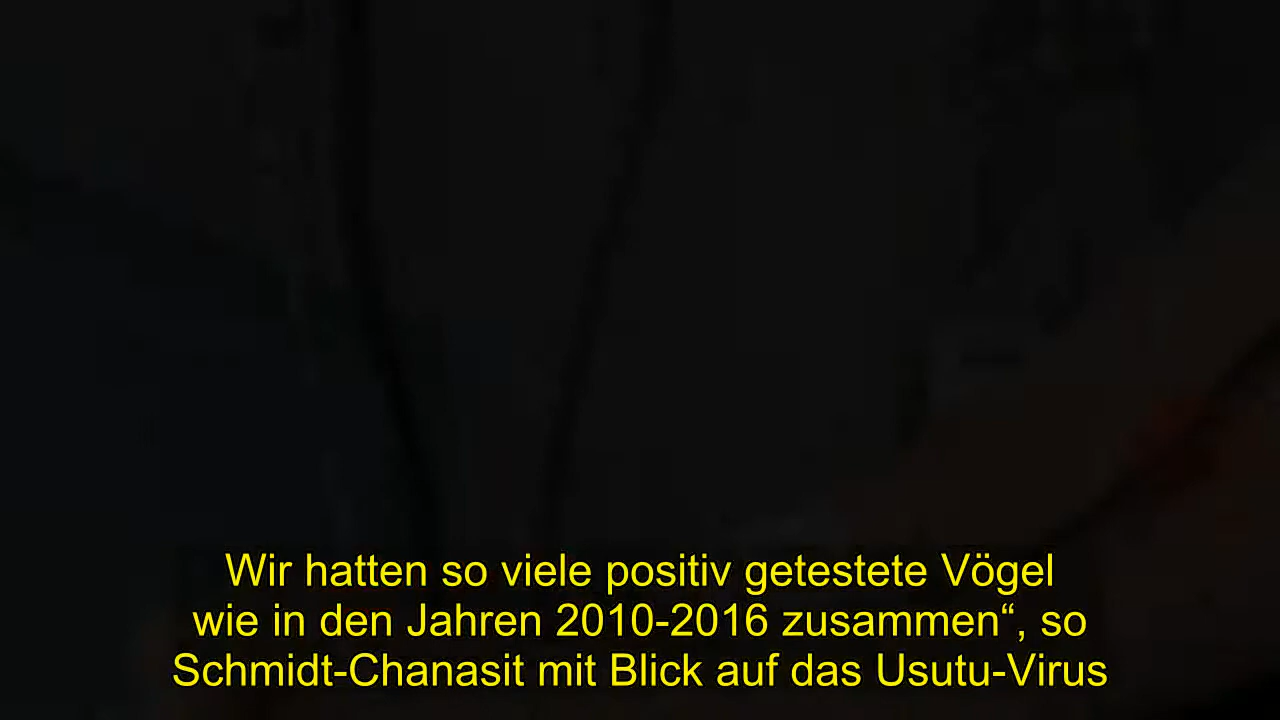 Wir hatten so viele positiv getestete Vögel
wie in den Jahren 2010-2016 zusammen“, so
Schmidt-Chanasit mit Blick auf das Usutu-Virus